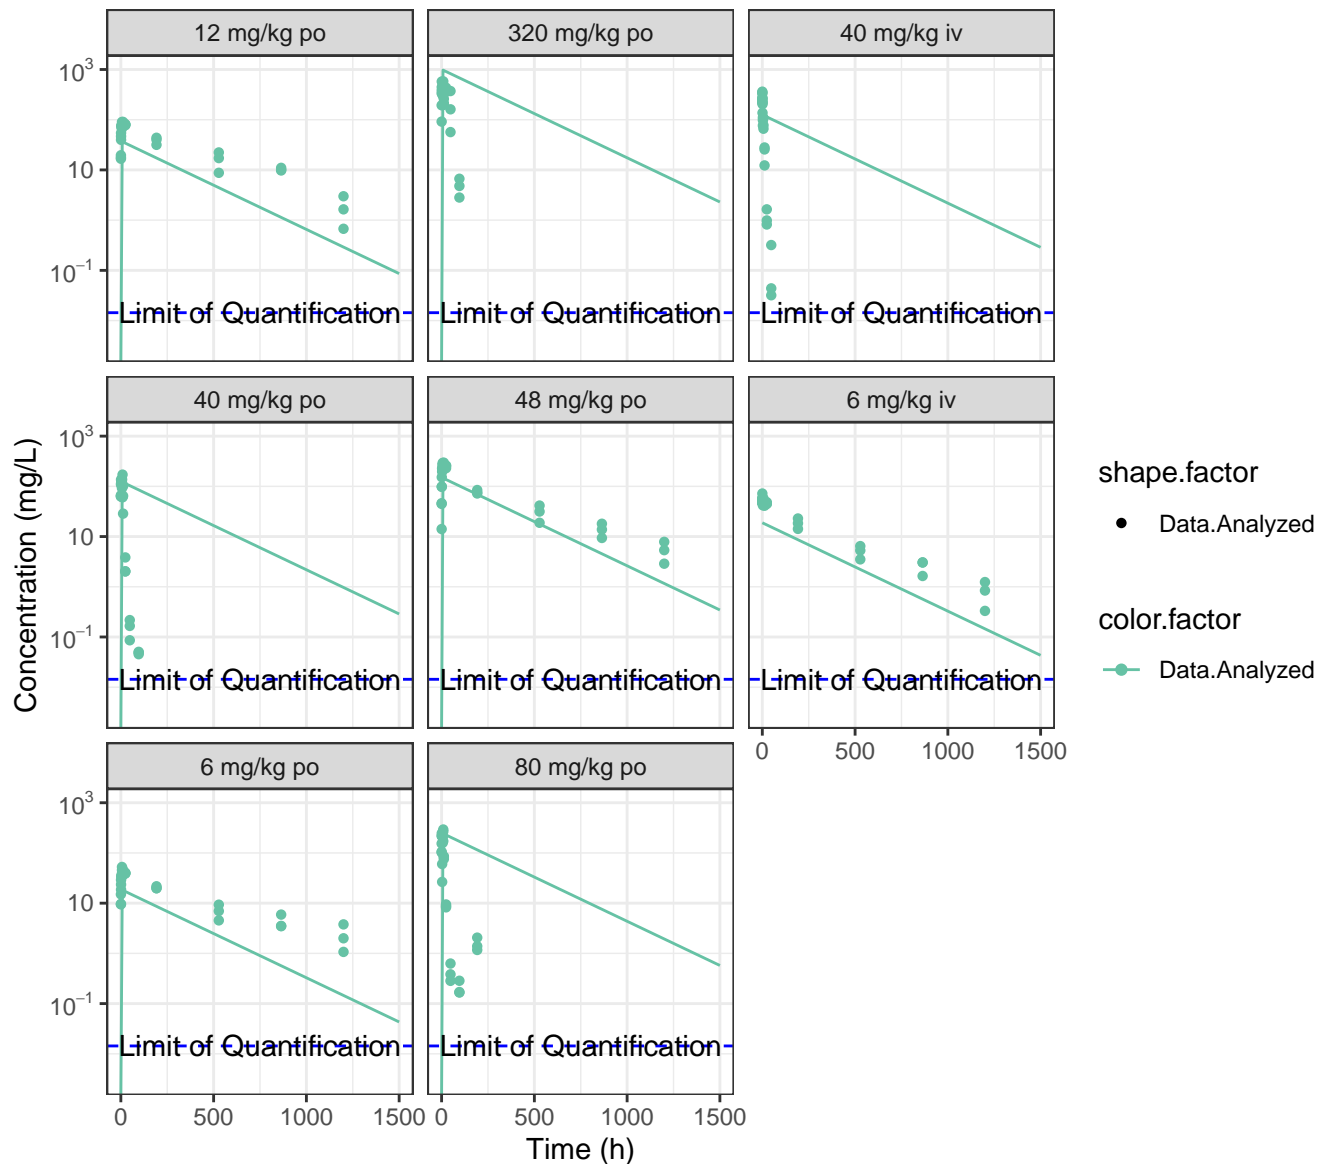 12 mg/kg po
320 mg/kg po
40 mg/kg iv
10³
10
10⁻¹
Limit of Quantification
Limit of Quantification
Limit of Quantification
40 mg/kg po
48 mg/kg po
6 mg/kg iv
10³
10
10⁻¹
Limit of Quantification
Limit of Quantification
Limit of Quantification
0 500 1000 1500
6 mg/kg po
80 mg/kg po
10³
10
10⁻¹
Limit of Quantification
Limit of Quantification
0 500 1000 1500
0 500 1000 1500
Time (h)
Concentration (mg/L)
shape.factor
Data.Analyzed
color.factor
Data.Analyzed